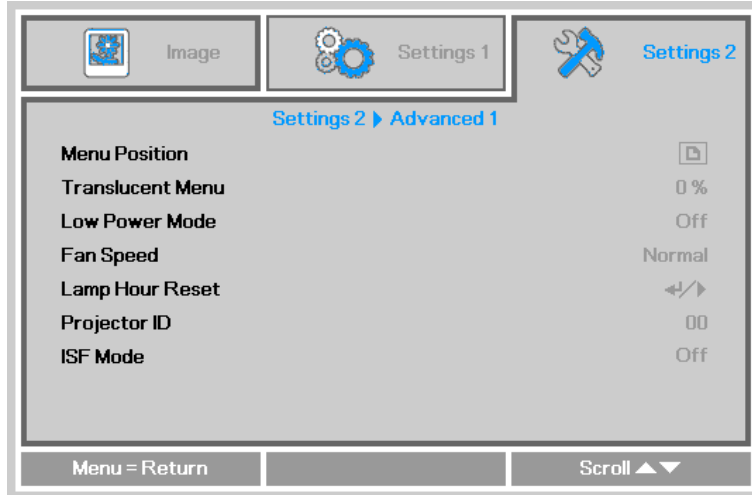 Image
Settings 1
Settings 2
Settings 2 Advanced 1
Menu Position
Translucent Menu 0 %
Low Power Mode Off
Fan Speed Normal
Lamp Hour Reset ↵/▶
Projector ID 00
ISF Mode Off
Menu = Return Scroll ▲▼